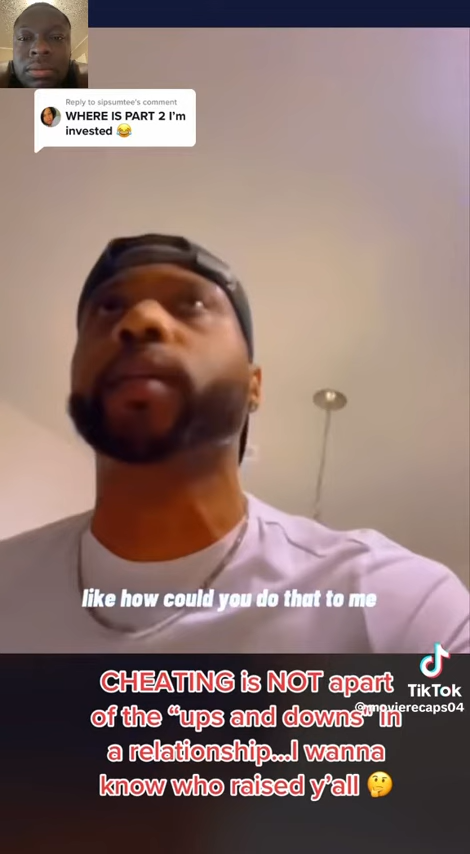 Reply to sipsumtee's comment
WHERE IS PART 2 I'm
invested 😂
like how could you do that to me
CHEATING is NOT apart
of the “ups and downs” in
a relationship...I wanna
know who raised y'all 🤔
TikTok
@movierecaps04